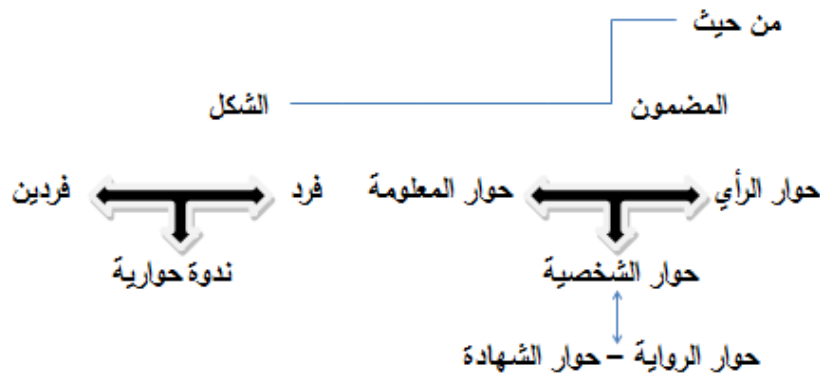 من حيث
المضمون
الشكل
حوار الرأي
حوار المعلومة
فرد
فردين
حوار الشخصية
ندوة حوارية
حوار الرواية – حوار الشهادة